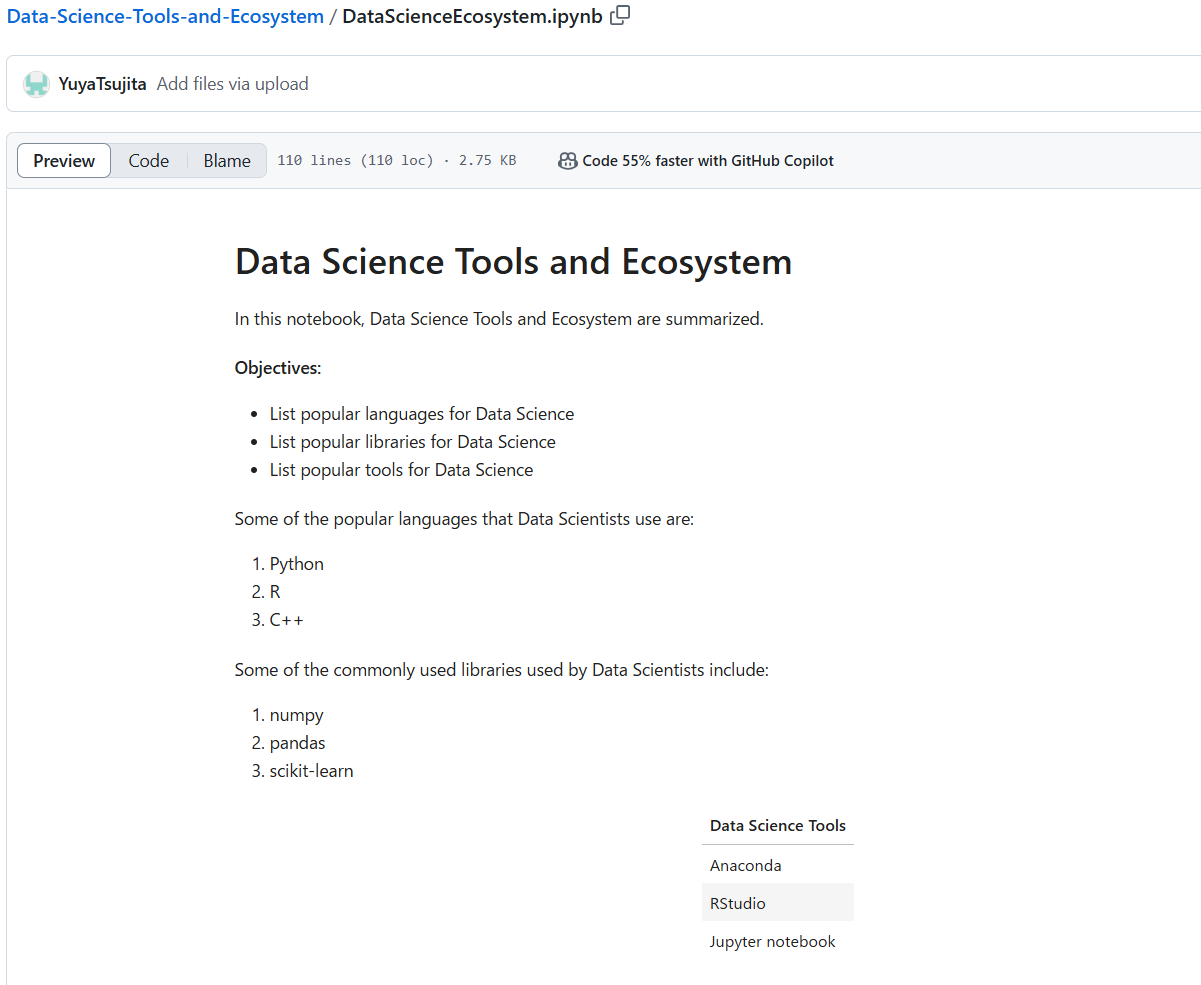 Data-Science-Tools-and-Ecosystem / DataScienceEcosystem.ipynb
YuyaTsujita Add files via upload
Preview Code Blame 110 lines (110 loc) · 2.75 KB Code 55% faster with GitHub Copilot
Data Science Tools and Ecosystem
In this notebook, Data Science Tools and Ecosystem are summarized.
Objectives:
• List popular languages for Data Science
• List popular libraries for Data Science
• List popular tools for Data Science
Some of the popular languages that Data Scientists use are:
1. Python
2. R
3. C++
Some of the commonly used libraries used by Data Scientists include:
1. numpy
2. pandas
3. scikit-learn
Data Science Tools
Anaconda
RStudio
Jupyter notebook